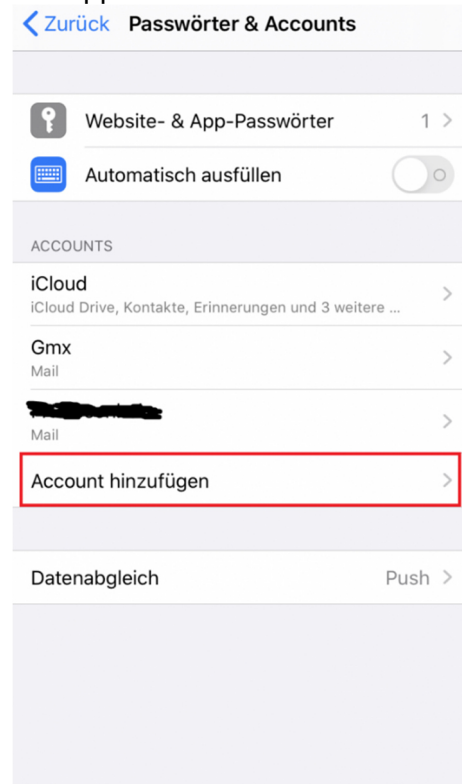 Zurück Passwörter & Accounts
Website- & App-Passwörter 1
Automatisch ausfüllen
ACCOUNTS
iCloud
iCloud Drive, Kontakte, Erinnerungen und 3 weitere ...
Gmx
Mail
Mail
Account hinzufügen
Datenabgleich Push